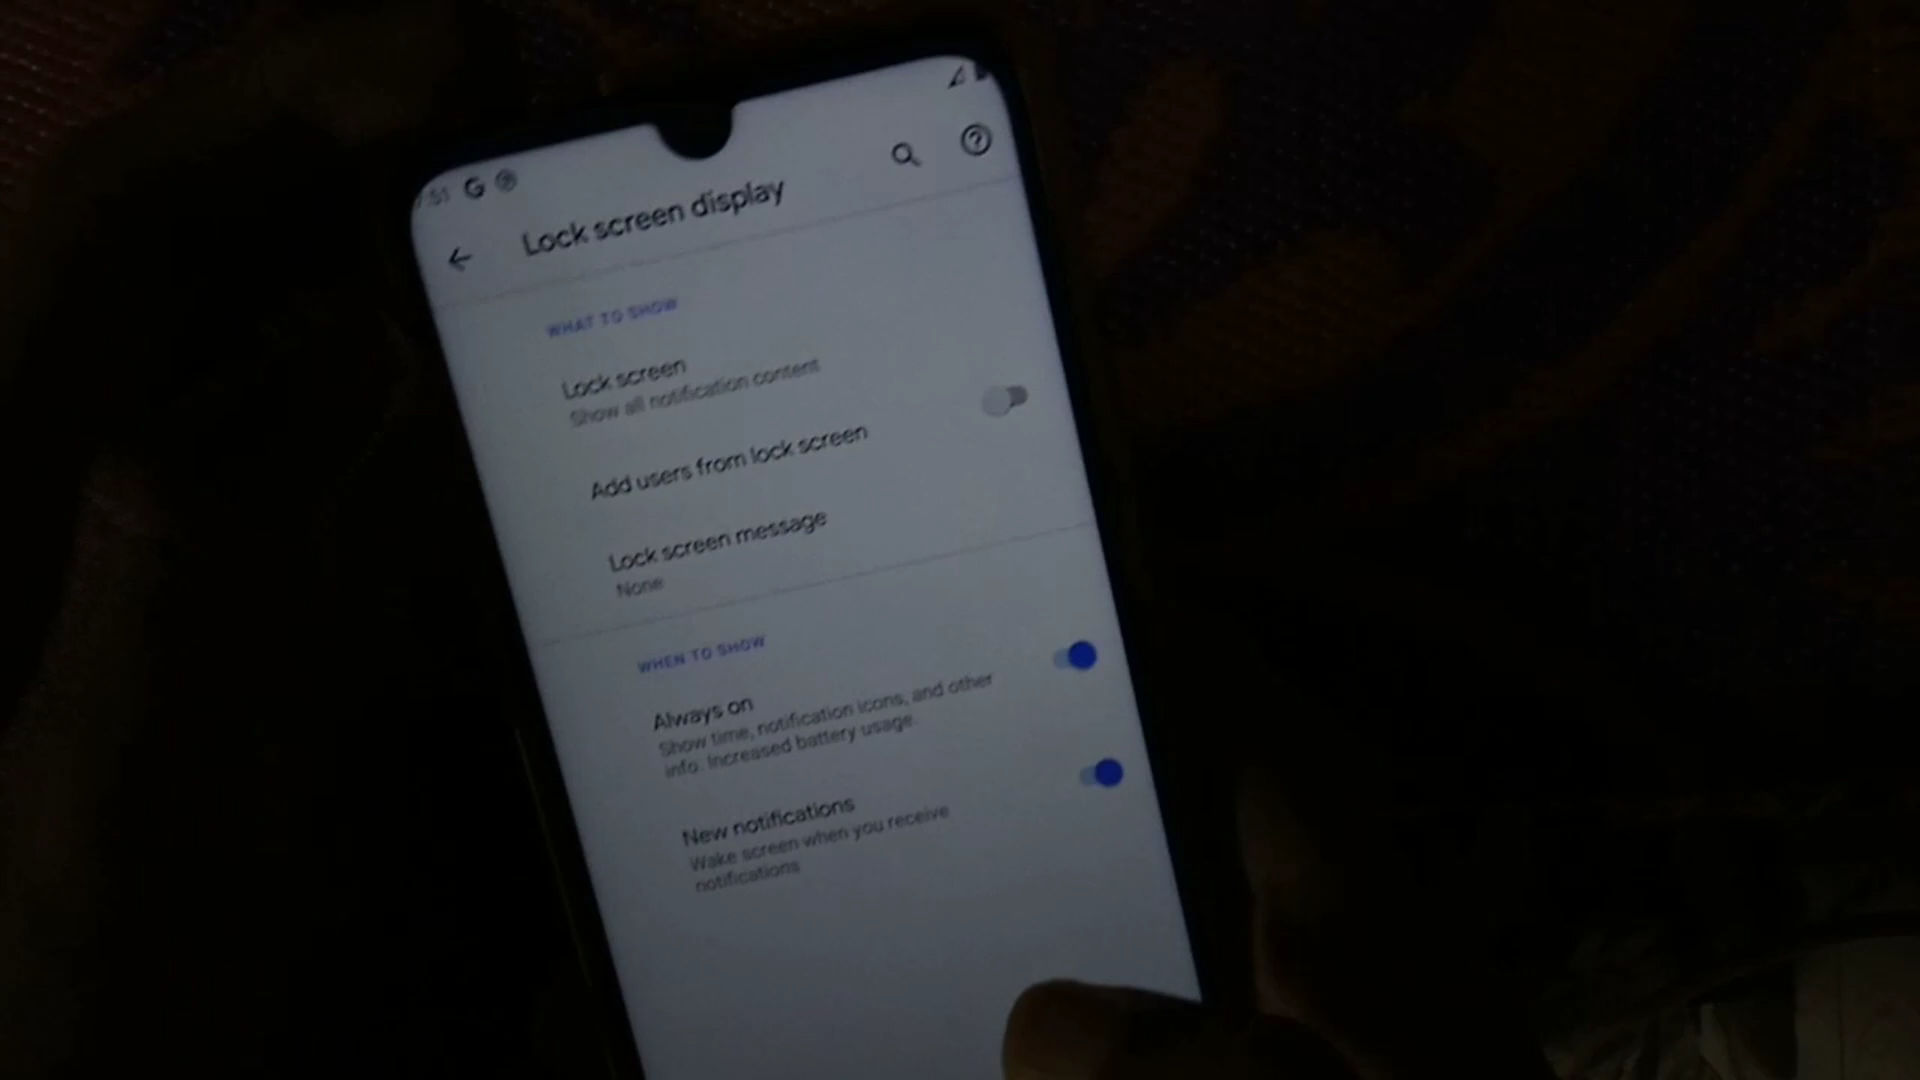 :51 G
Lock screen display
WHAT TO SHOW
Lock screen
Show all notification content
Add users from lock screen
Lock screen message
None
WHEN TO SHOW
Always on
Show time, notification icons, and other
info. Increased battery usage.
New notifications
Wake screen when you receive
notifications